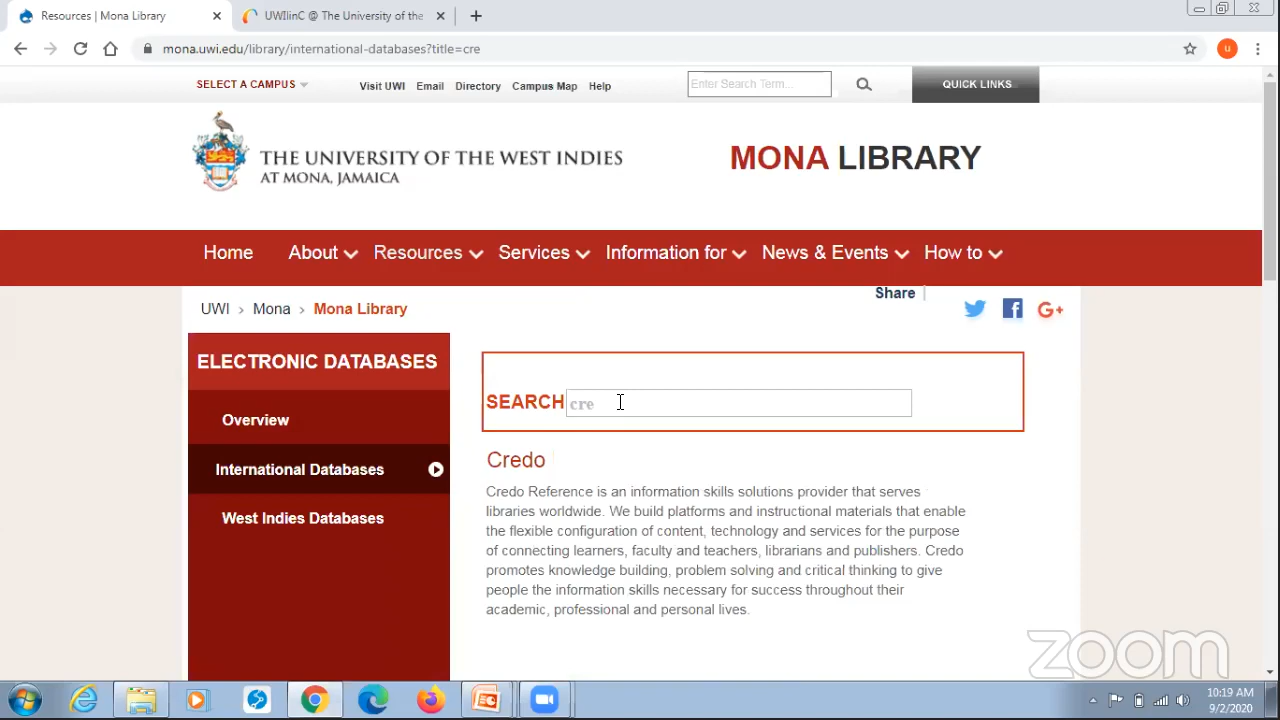 Resources | Mona Library
UWIlinC @ The University of the
mona.uwi.edu/library/international-databases?title=cre
u
SELECT A CAMPUS
Visit UWI Email Directory Campus Map Help
Enter Search Term...
QUICK LINKS
THE UNIVERSITY OF THE WEST INDIES
AT MONA, JAMAICA
MONA LIBRARY
Home About Resources Services Information for News & Events How to
Share |
UWI › Mona › Mona Library
G+
ELECTRONIC DATABASES
Overview
International Databases
West Indies Databases
SEARCH cre
Credo
Credo Reference is an information skills solutions provider that serves
libraries worldwide. We build platforms and instructional materials that enable
the flexible configuration of content, technology and services for the purpose
of connecting learners, faculty and teachers, librarians and publishers. Credo
promotes knowledge building, problem solving and critical thinking to give
people the information skills necessary for success throughout their
academic, professional and personal lives.
zoom
10:19 AM
9/2/2020